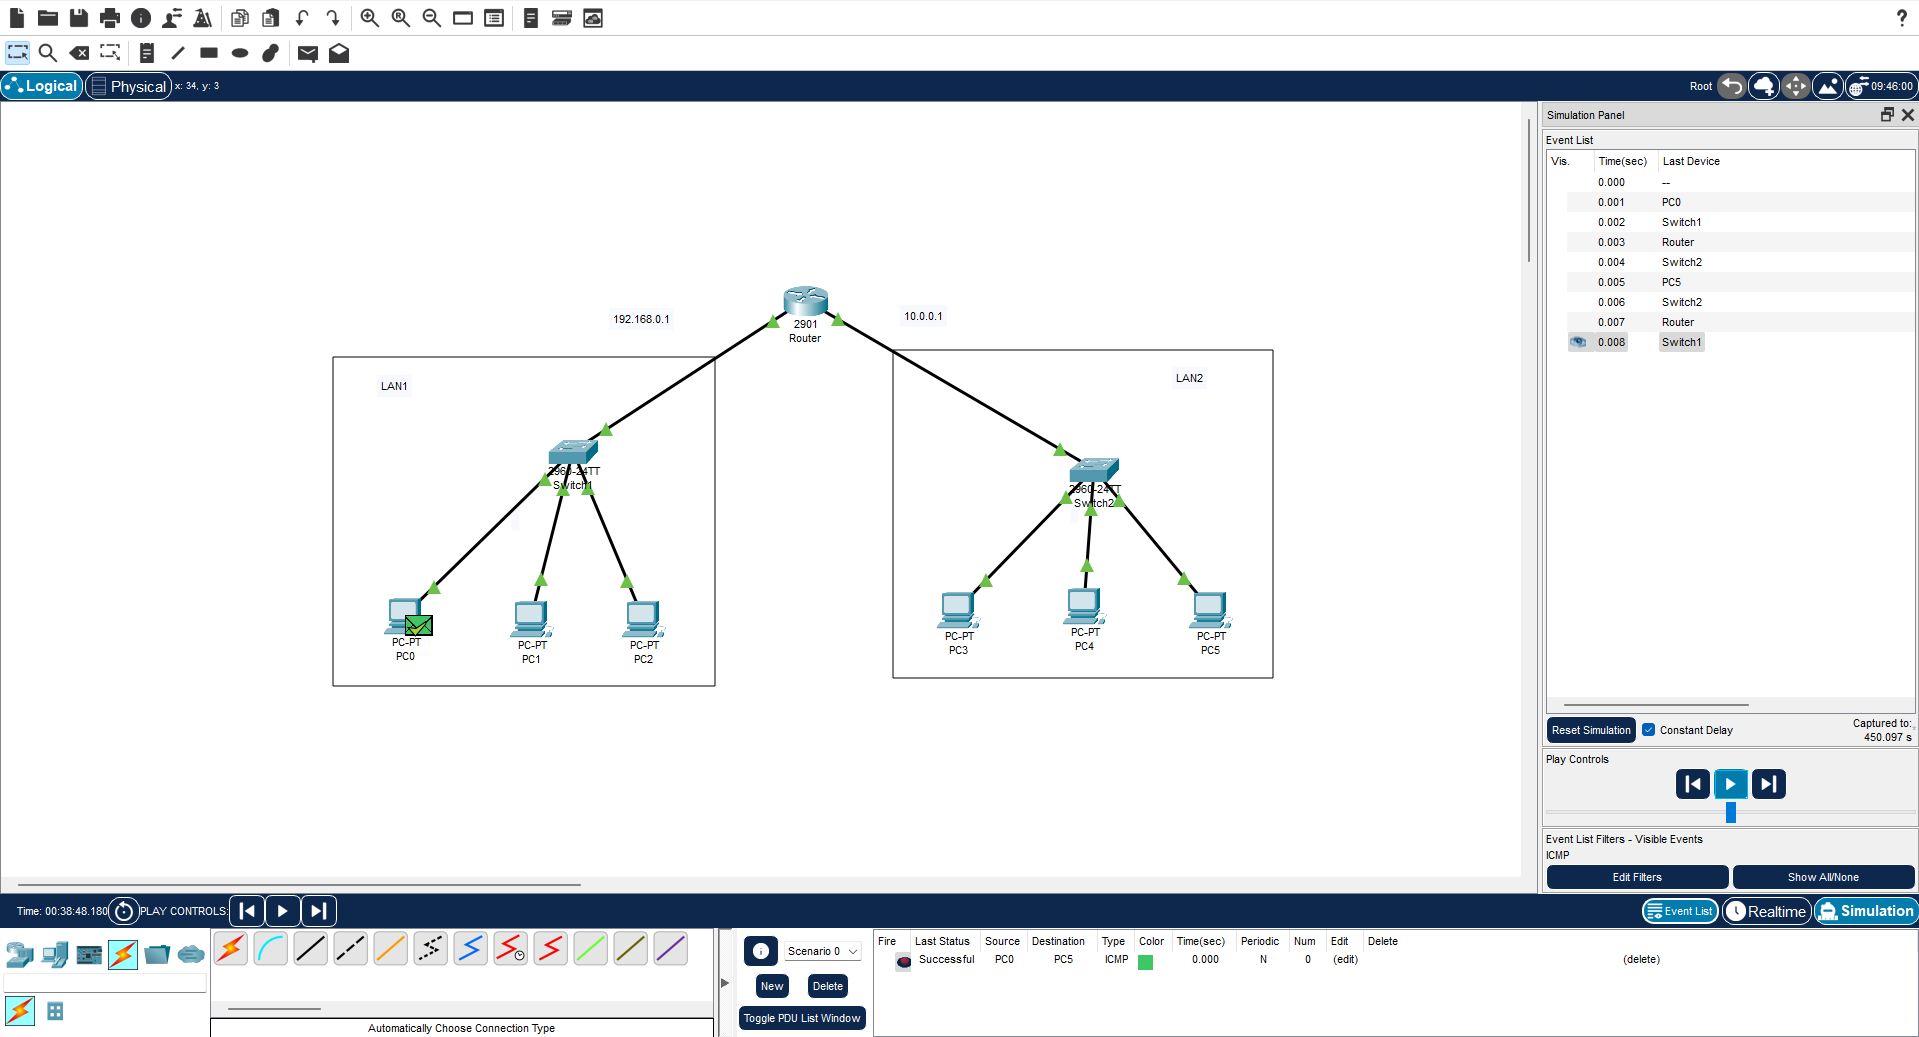 ?
Logical Physical x: 34, y: 3 Root 09:46:00
Simulation Panel
Event List
Vis. Time(sec) Last Device
0.000 --
0.001 PC0
0.002 Switch1
0.003 Router
0.004 Switch2
0.005 PC5
0.006 Switch2
0.007 Router
0.008 Switch1
192.168.0.1
10.0.0.1
2901
Router
LAN1
LAN2
2960-24TT
Switch1
2960-24TT
Switch2
PC-PT
PC0
PC-PT
PC1
PC-PT
PC2
PC-PT
PC3
PC-PT
PC4
PC-PT
PC5
Reset Simulation Constant Delay Captured to:
450.097 s
Play Controls
Event List Filters - Visible Events
ICMP
Edit Filters Show All/None
Time: 00:38:48.180 PLAY CONTROLS: Event List Realtime Simulation
Scenario 0
New Delete
Toggle PDU List Window
Fire Last Status Source Destination Type Color Time(sec) Periodic Num Edit Delete
Successful PC0 PC5 ICMP 0.000 N 0 (edit) (delete)
Automatically Choose Connection Type